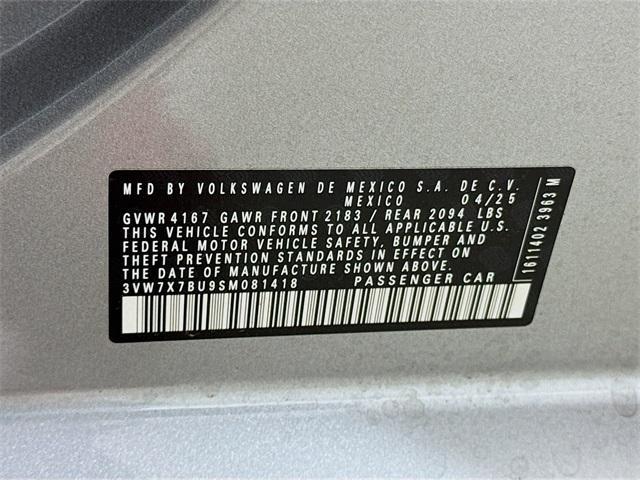 MFD BY VOLKSWAGEN DE MEXICO S.A. DE C.V.
MEXICO 04/25
GVWR 4167 GAWR FRONT 2183 / REAR 2094 LBS
THIS VEHICLE CONFORMS TO ALL APPLICABLE U.S.
FEDERAL MOTOR VEHICLE SAFETY, BUMPER AND
THEFT PREVENTION STANDARDS IN EFFECT ON
THE DATE OF MANUFACTURE SHOWN ABOVE.
3VW7X7BU9SM081418 PASSENGER CAR
1611402 3963 M